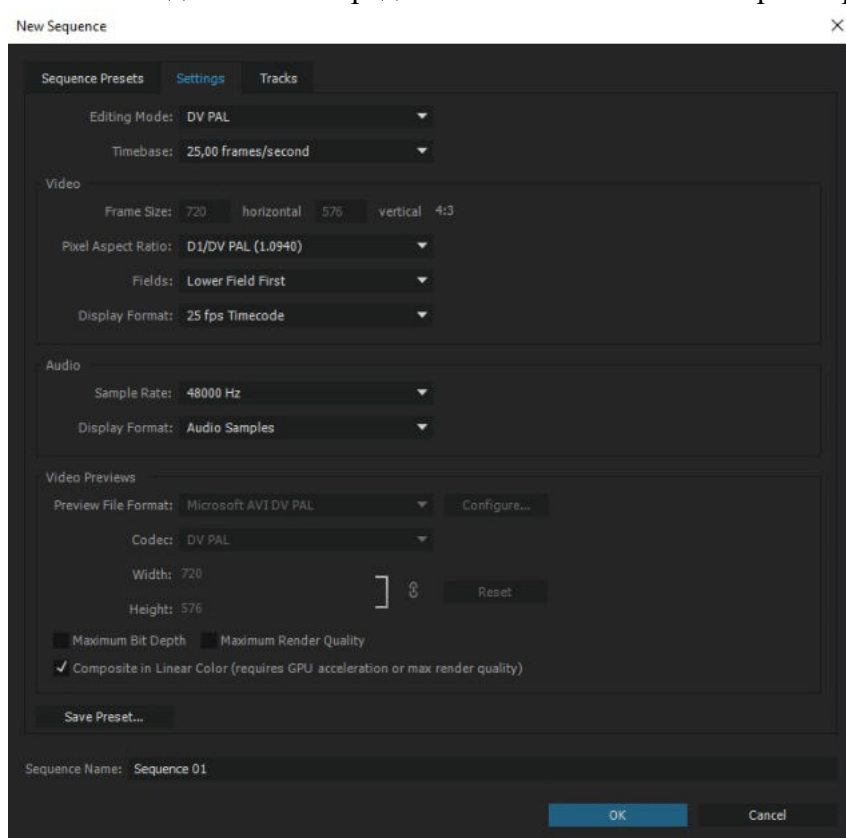 New Sequence
Sequence Presets Settings Tracks
Editing Mode: DV PAL
Timebase: 25,00 frames/second
Video
Frame Size: 720 horizontal 576 vertical 4:3
Pixel Aspect Ratio: D1/DV PAL (1.0940)
Fields: Lower Field First
Display Format: 25 fps Timecode
Audio
Sample Rate: 48000 Hz
Display Format: Audio Samples
Video Previews
Preview File Format: Microsoft AVI DV PAL Configure...
Codec: DV PAL
Width: 720
Height: 576
Reset
Maximum Bit Depth Maximum Render Quality
Composite in Linear Color (requires GPU acceleration or max render quality)
Save Preset...
Sequence Name: Sequence 01
OK Cancel